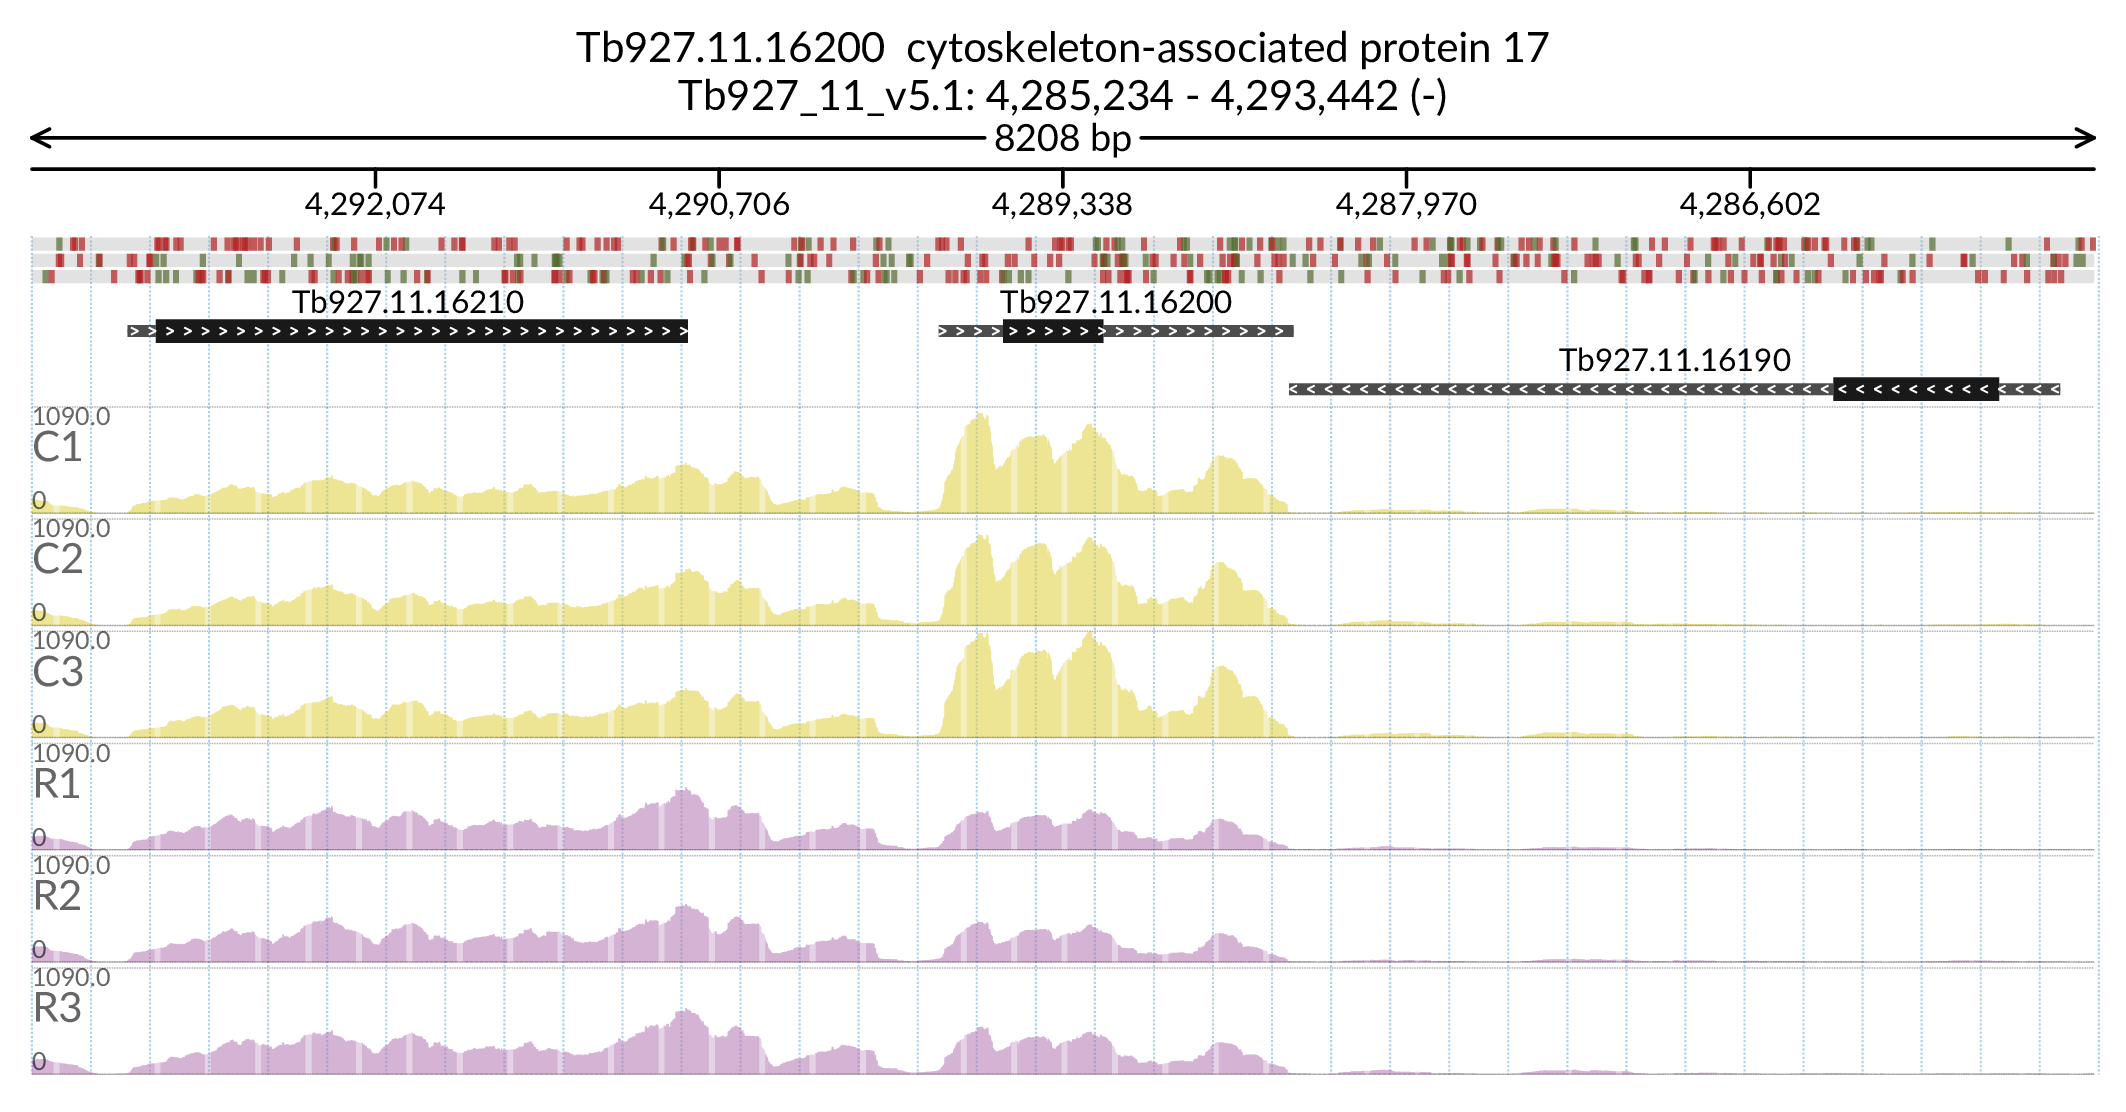 Tb927.11.16200  cytoskeleton-associated protein 17
Tb927_11_v5.1: 4,285,234 - 4,293,442 (-)
8208 bp
4,292,074 4,290,706 4,289,338 4,287,970 4,286,602
Tb927.11.16210 Tb927.11.16200
Tb927.11.16190
1090.0
C1
0
1090.0
C2
0
1090.0
C3
0
1090.0
R1
0
1090.0
R2
0
1090.0
R3
0